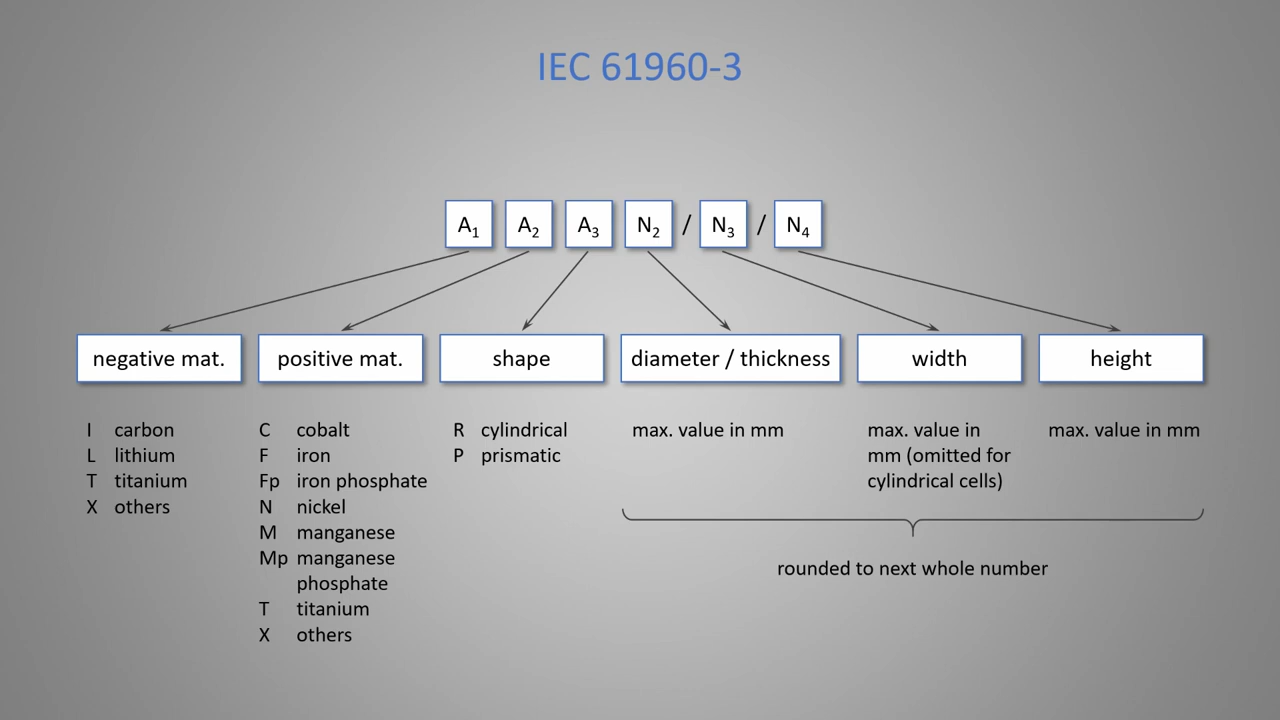 IEC 61960-3
A₁ A₂ A₃ N₂ / N₃ / N₄
negative mat. positive mat. shape diameter / thickness width height
I carbon
L lithium
T titanium
X others
C cobalt
F iron
Fp iron phosphate
N nickel
M manganese
Mp manganese
phosphate
T titanium
X others
R cylindrical
P prismatic
max. value in mm
max. value in
mm (omitted for
cylindrical cells)
max. value in mm
rounded to next whole number